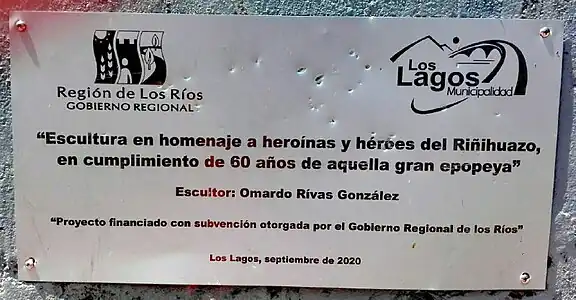 Región de Los Ríos
GOBIERNO REGIONAL
Los
Lagos
Municipalidad
“Escultura en homenaje a heroínas y héroes del Riñihuazo,
en cumplimiento de 60 años de aquella gran epopeya”
Escultor: Omardo Rívas González
“Proyecto financiado con subvención otorgada por el Gobierno Regional de los Ríos”
Los Lagos, septiembre de 2020